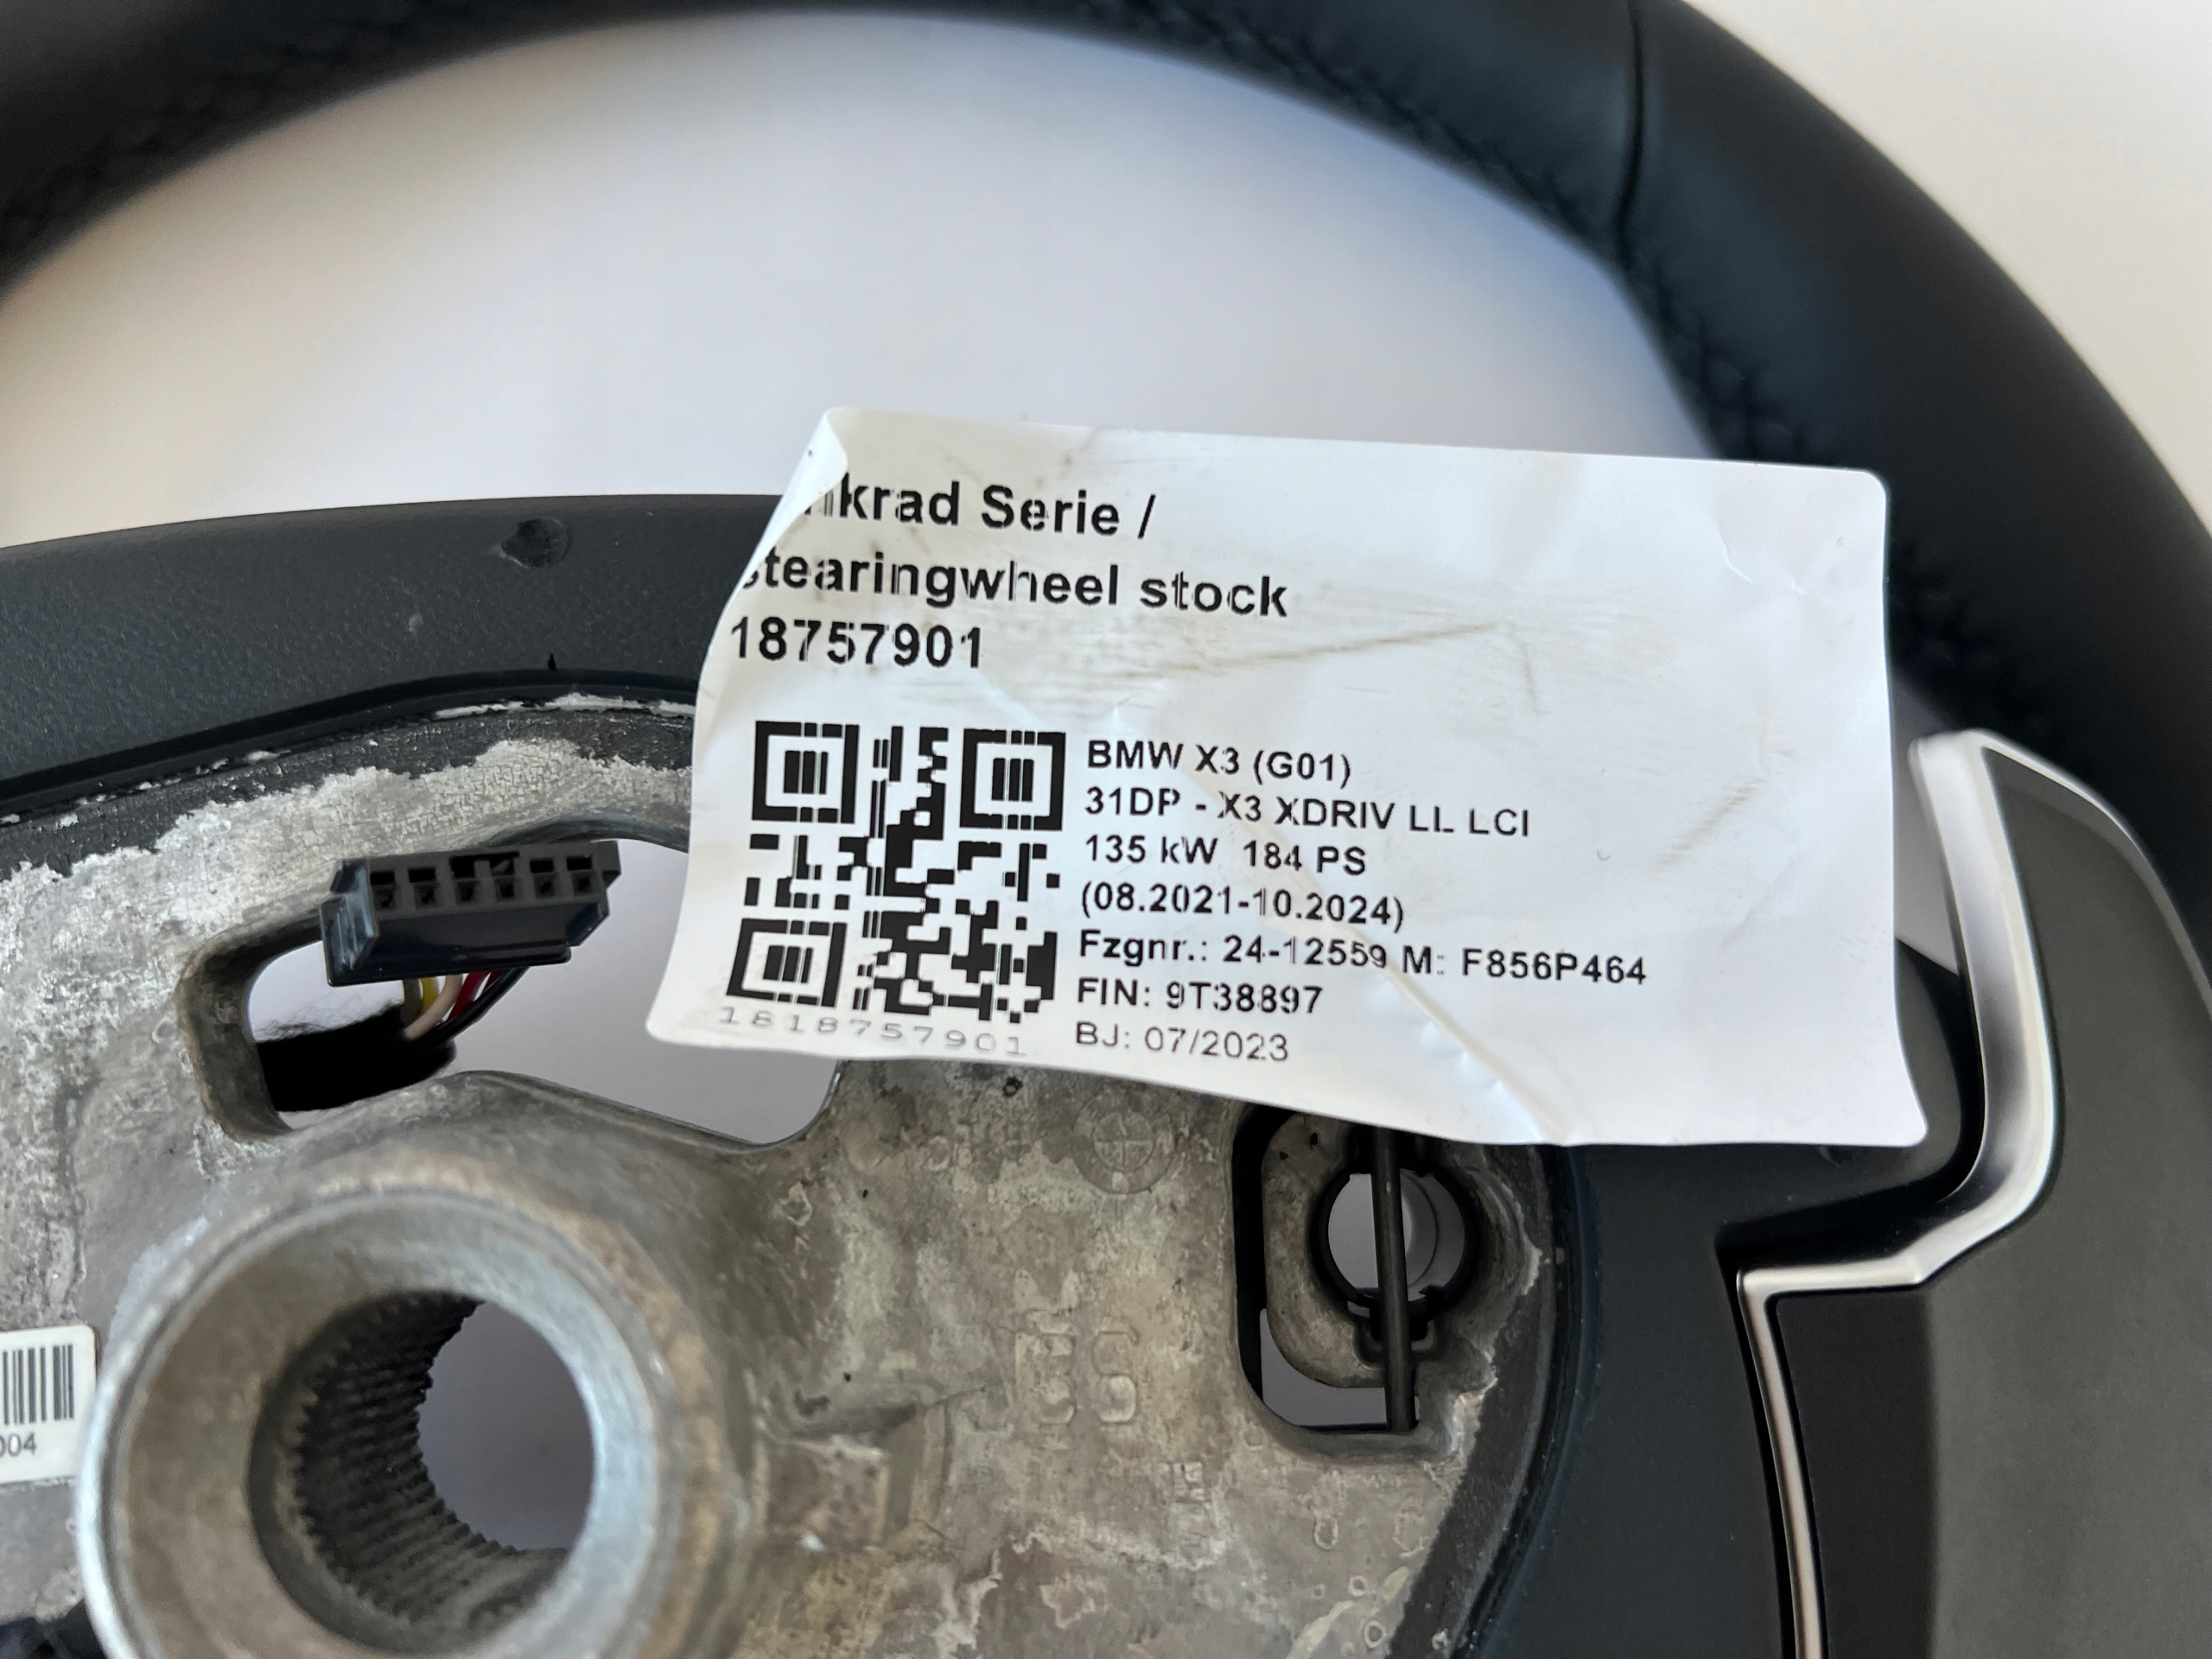 Serie /
stearingwheel stock
18757901
BMW X3 (G01)
31DP - X3 XDRIV LL LCI
135 kW 184 PS
(08.2021-10.2024)
Fzgnr.: 24-12559 M: F856P464
FIN: 9T38897
BJ: 07/2023
1818757901
004